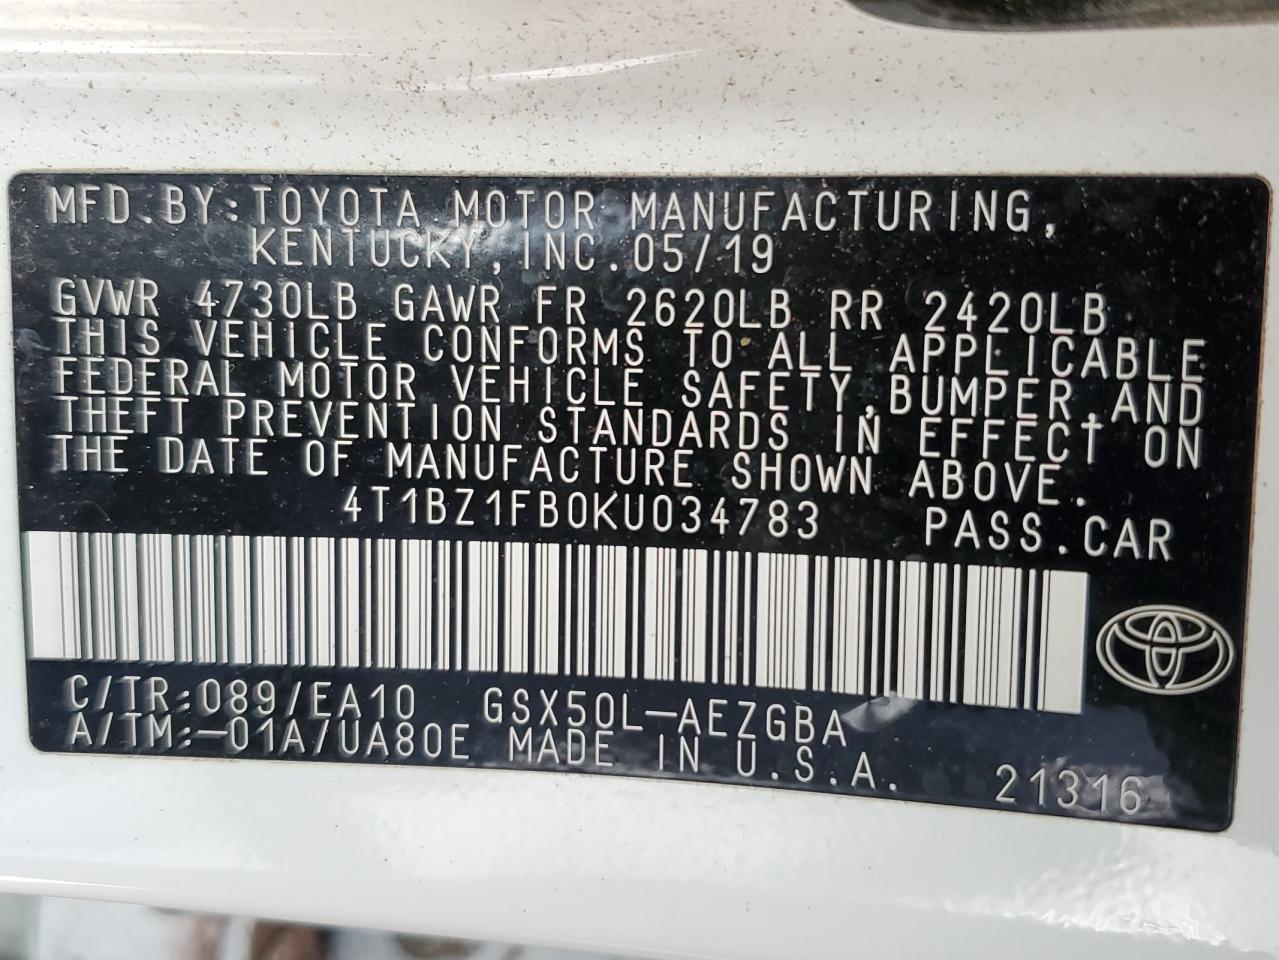 MFD.BY:TOYOTA MOTOR MANUFACTURING,
KENTUCKY,INC.05/19
GVWR 4730LB GAWR FR 2620LB RR 2420LB
THIS VEHICLE CONFORMS TO ALL APPLICABLE
FEDERAL MOTOR VEHICLE SAFETY,BUMPER,AND
THEFT PREVENTION STANDARDS IN EFFECT ON
THE DATE OF MANUFACTURE SHOWN ABOVE.
4T1BZ1FB0KU034783 PASS.CAR
C/TR:089/EA10 GSX50L-AEZGBA
A/TM:-01A/UA80E MADE IN U.S.A. 21316